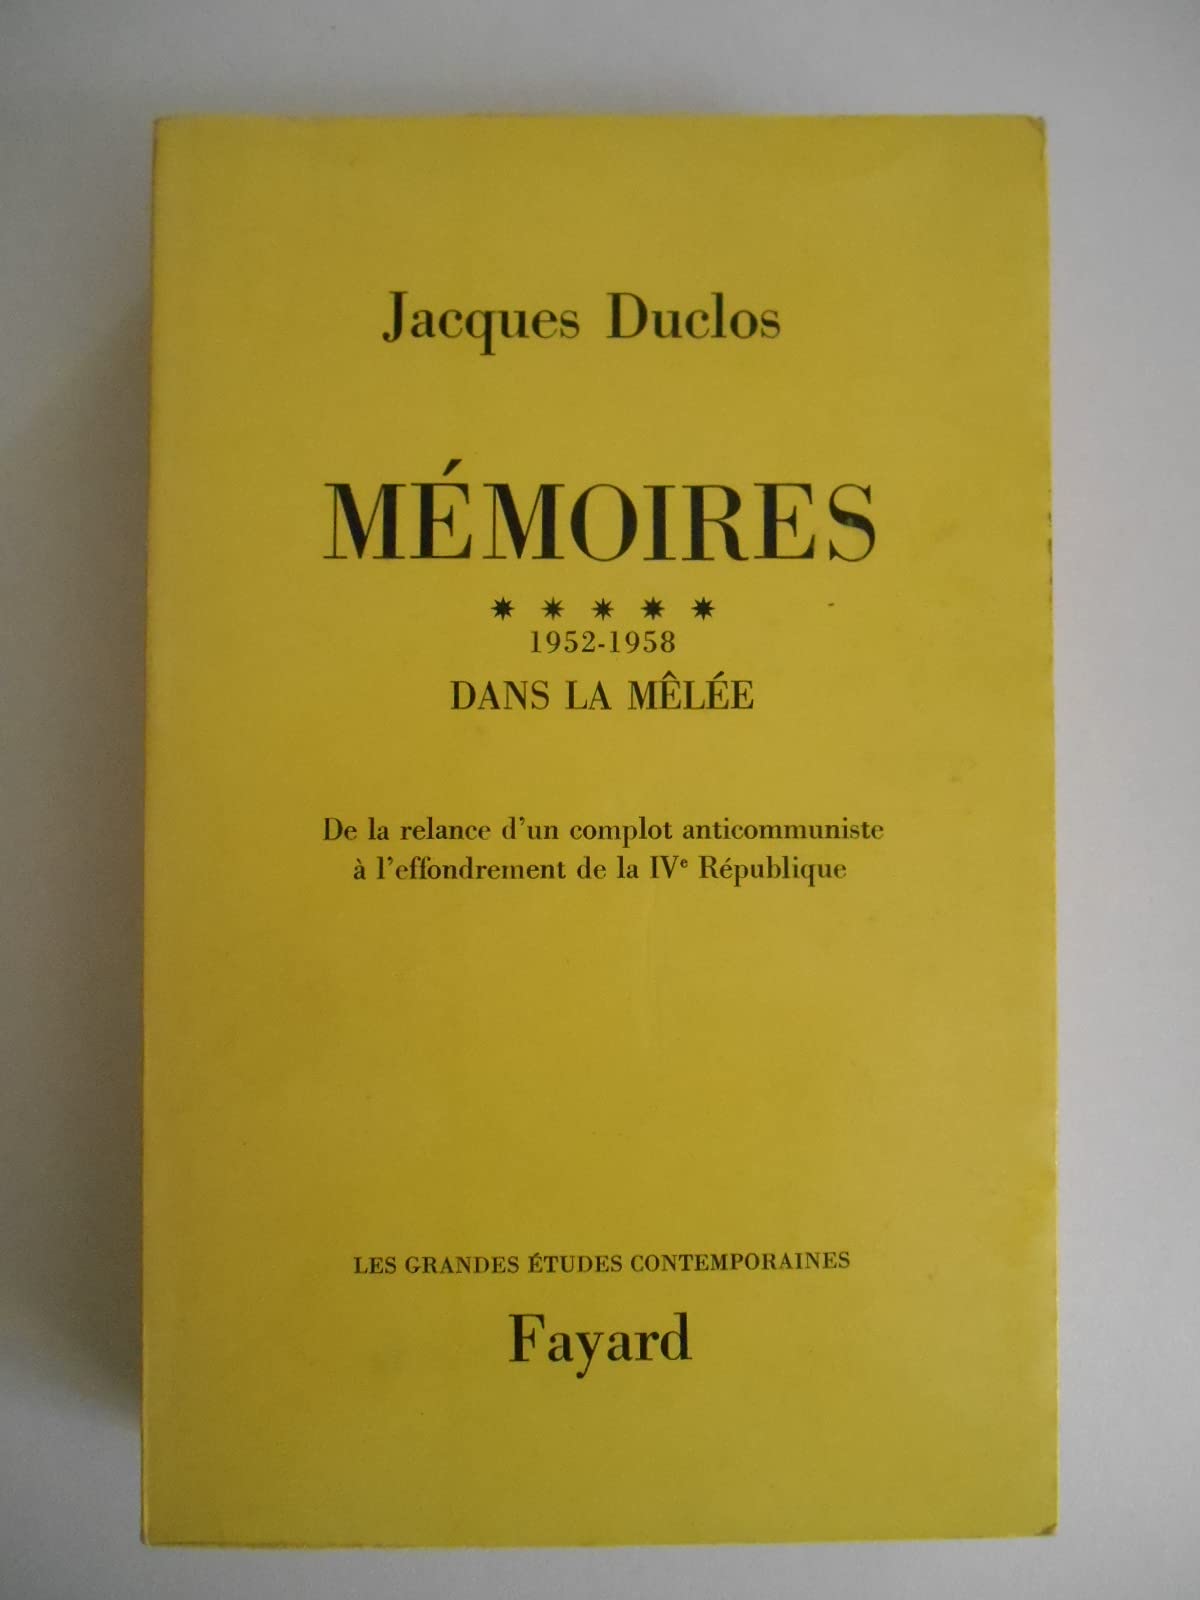 Jacques Duclos
MÉMOIRES
★ ★ ★ ★ ★
1952-1958
DANS LA MÊLÉE
De la relance d'un complot anticommuniste
à l'effondrement de la IVᵉ République
LES GRANDES ÉTUDES CONTEMPORAINES
Fayard